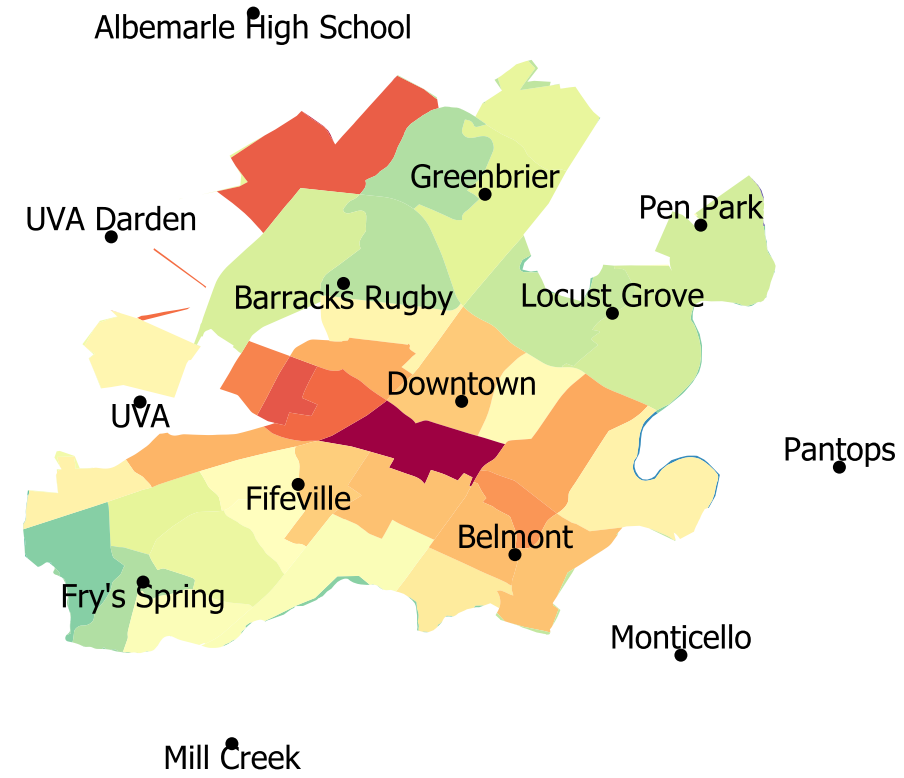 Albemarle High School
Greenbrier
UVA Darden
Pen Park
Barracks Rugby
Locust Grove
Downtown
UVA
Pantops
Fifeville
Belmont
Fry's Spring
Monticello
Mill Creek